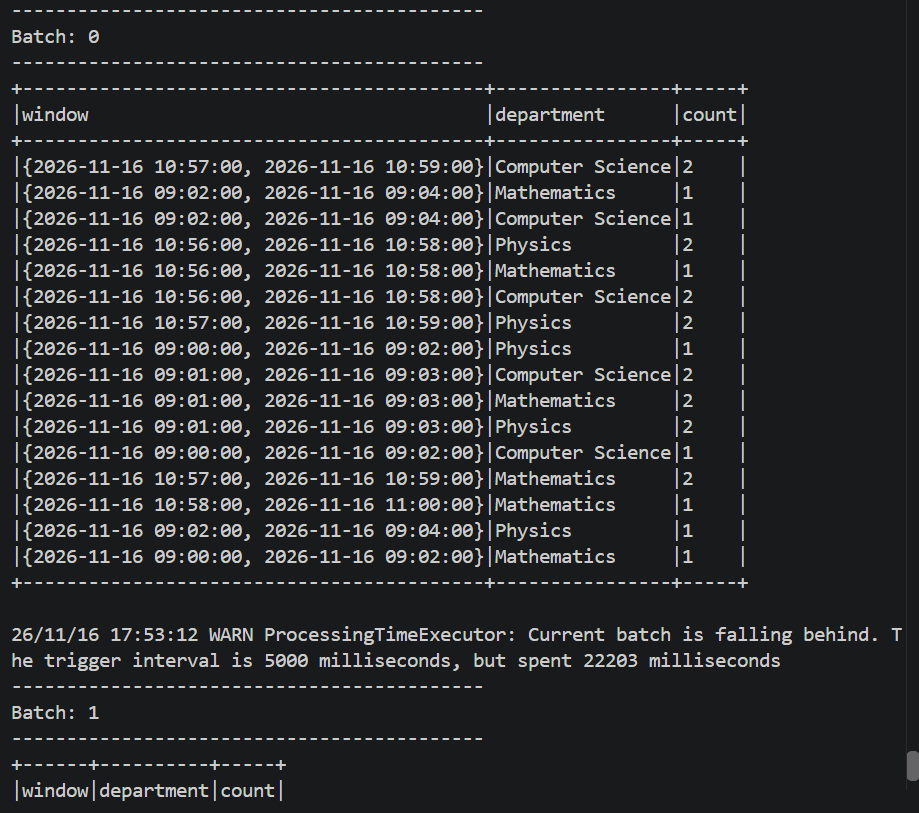 -------------------------------------------
Batch: 0
-------------------------------------------
+------------------------------------------+----------------+-----+
|window                                    |department      |count|
+------------------------------------------+----------------+-----+
|{2026-11-16 10:57:00, 2026-11-16 10:59:00}|Computer Science|2    |
|{2026-11-16 09:02:00, 2026-11-16 09:04:00}|Mathematics     |1    |
|{2026-11-16 09:02:00, 2026-11-16 09:04:00}|Computer Science|1    |
|{2026-11-16 10:56:00, 2026-11-16 10:58:00}|Physics         |2    |
|{2026-11-16 10:56:00, 2026-11-16 10:58:00}|Mathematics     |1    |
|{2026-11-16 10:56:00, 2026-11-16 10:58:00}|Computer Science|2    |
|{2026-11-16 10:57:00, 2026-11-16 10:59:00}|Physics         |2    |
|{2026-11-16 09:00:00, 2026-11-16 09:02:00}|Physics         |1    |
|{2026-11-16 09:01:00, 2026-11-16 09:03:00}|Computer Science|2    |
|{2026-11-16 09:01:00, 2026-11-16 09:03:00}|Mathematics     |2    |
|{2026-11-16 09:01:00, 2026-11-16 09:03:00}|Physics         |2    |
|{2026-11-16 09:00:00, 2026-11-16 09:02:00}|Computer Science|1    |
|{2026-11-16 10:57:00, 2026-11-16 10:59:00}|Mathematics     |2    |
|{2026-11-16 10:58:00, 2026-11-16 11:00:00}|Mathematics     |1    |
|{2026-11-16 09:02:00, 2026-11-16 09:04:00}|Physics         |1    |
|{2026-11-16 09:00:00, 2026-11-16 09:02:00}|Mathematics     |1    |
+------------------------------------------+----------------+-----+
26/11/16 17:53:12 WARN ProcessingTimeExecutor: Current batch is falling behind. T
he trigger interval is 5000 milliseconds, but spent 22203 milliseconds
-------------------------------------------
Batch: 1
-------------------------------------------
+------+----------+-----+
|window|department|count|